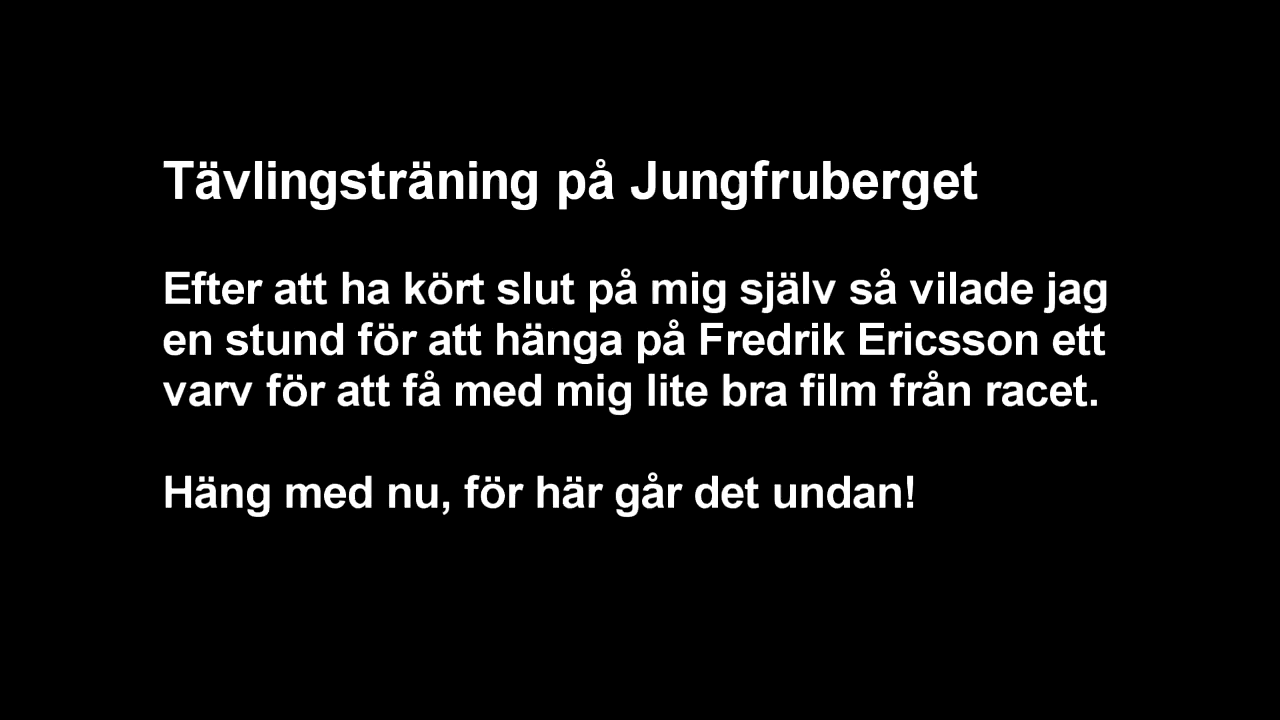 Tävlingsträning på Jungfruberget
Efter att ha kört slut på mig själv så vilade jag
en stund för att hänga på Fredrik Ericsson ett
varv för att få med mig lite bra film från racet.
Häng med nu, för här går det undan!